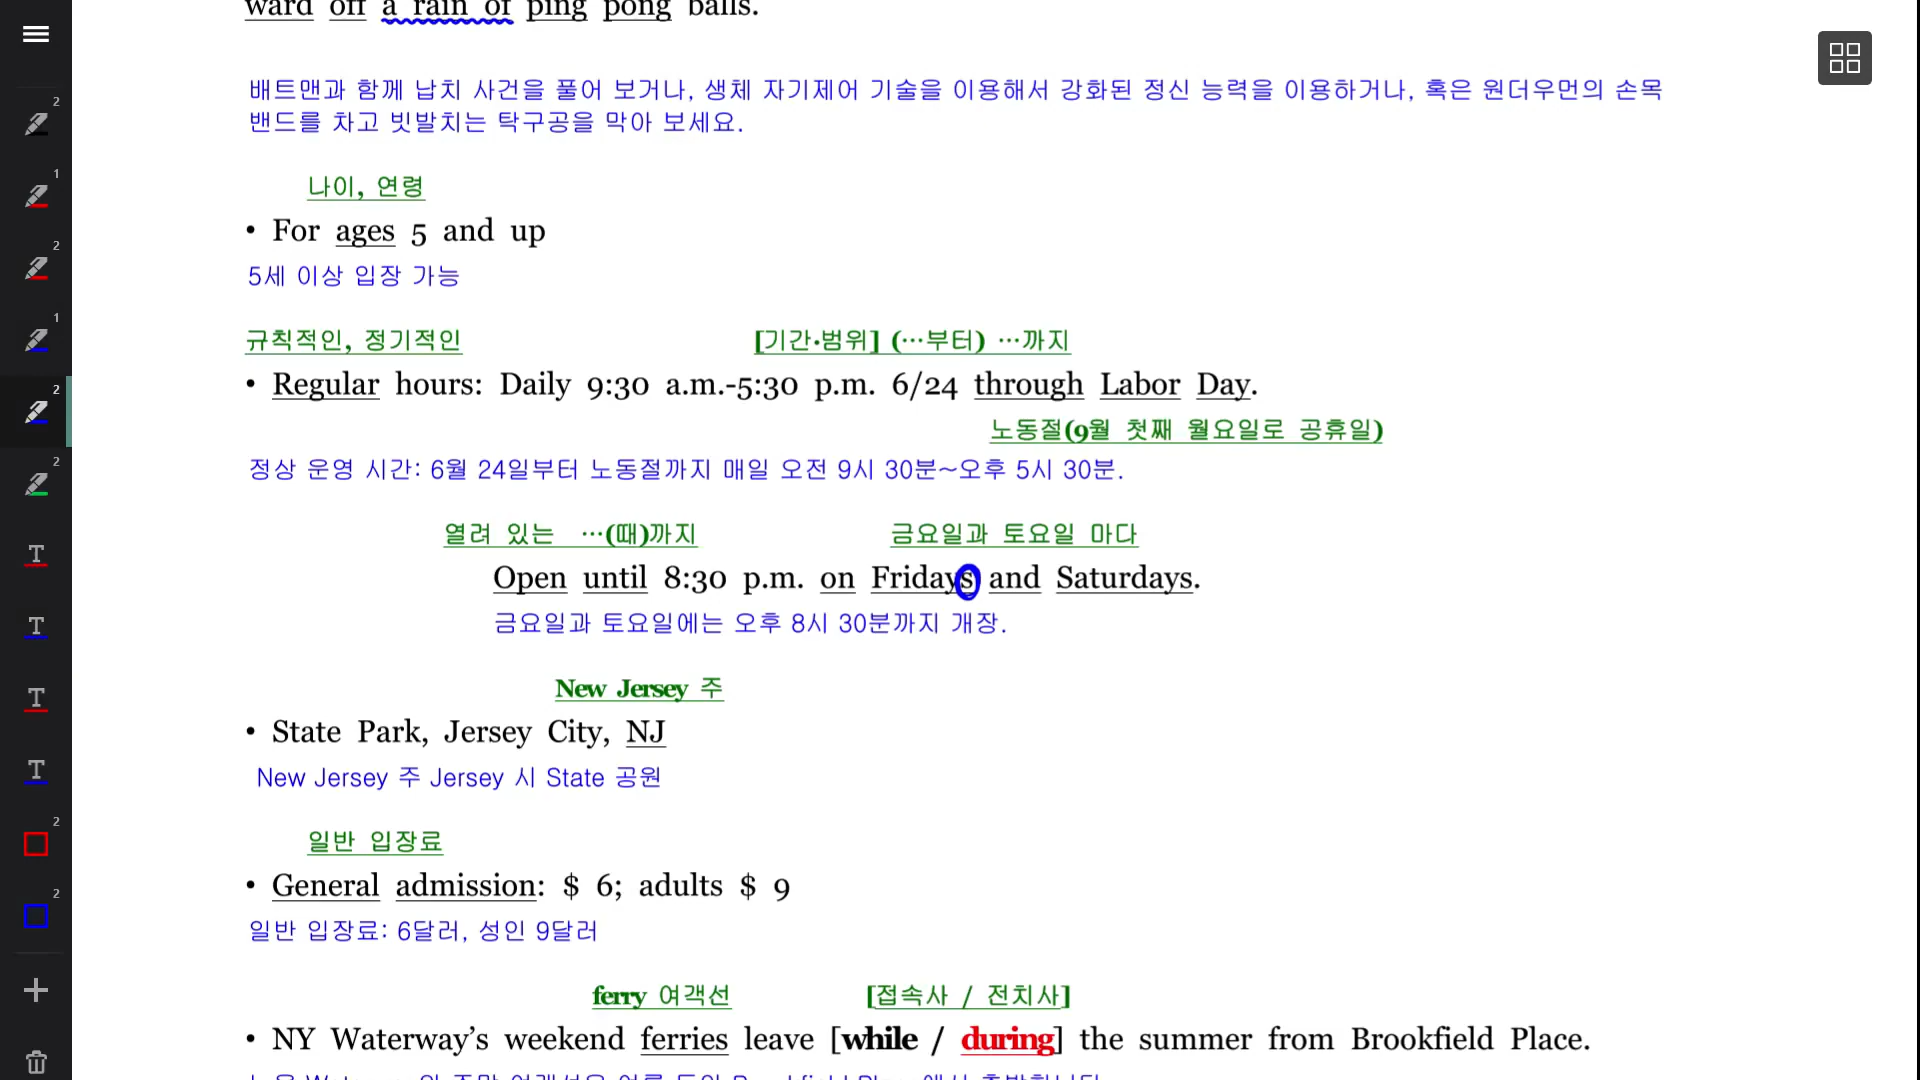 ward off a rain of ping pong balls.
배트맨과 함께 납치 사건을 풀어 보거나, 생체 자기제어 기술을 이용해서 강화된 정신 능력을 이용하거나, 혹은 원더우먼의 손목
밴드를 차고 빗발치는 탁구공을 막아 보세요.
나이, 연령
• For ages 5 and up
5세 이상 입장 가능
규칙적인, 정기적인 [기간·범위] (…부터) …까지
• Regular hours: Daily 9:30 a.m.-5:30 p.m. 6/24 through Labor Day.
노동절(9월 첫째 월요일로 공휴일)
정상 운영 시간: 6월 24일부터 노동절까지 매일 오전 9시 30분~오후 5시 30분.
열려 있는 …(때)까지 금요일과 토요일 마다
Open until 8:30 p.m. on Fridays and Saturdays.
금요일과 토요일에는 오후 8시 30분까지 개장.
New Jersey 주
• State Park, Jersey City, NJ
New Jersey 주 Jersey 시 State 공원
일반 입장료
• General admission: $ 6; adults $ 9
일반 입장료: 6달러, 성인 9달러
ferry 여객선 [접속사 / 전치사]
• NY Waterway’s weekend ferries leave [while / during] the summer from Brookfield Place.
2
1
2
1
2
2
T
T
T
T
2
2